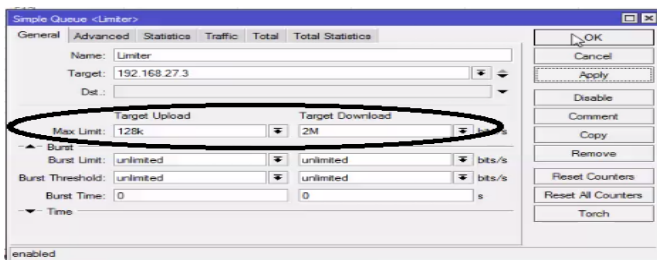 Simple Queue <Limiter>
General Advanced Statistics Traffic Total Total Statistics
Name: Limiter
Target: 192.168.27.3
Dst.:
Target Upload Target Download
Max Limit: 128k 2M bits/s
Burst
Burst Limit: unlimited unlimited bits/s
Burst Threshold: unlimited unlimited bits/s
Burst Time: 0 0 s
Time
enabled
OK
Cancel
Apply
Disable
Comment
Copy
Remove
Reset Counters
Reset All Counters
Torch